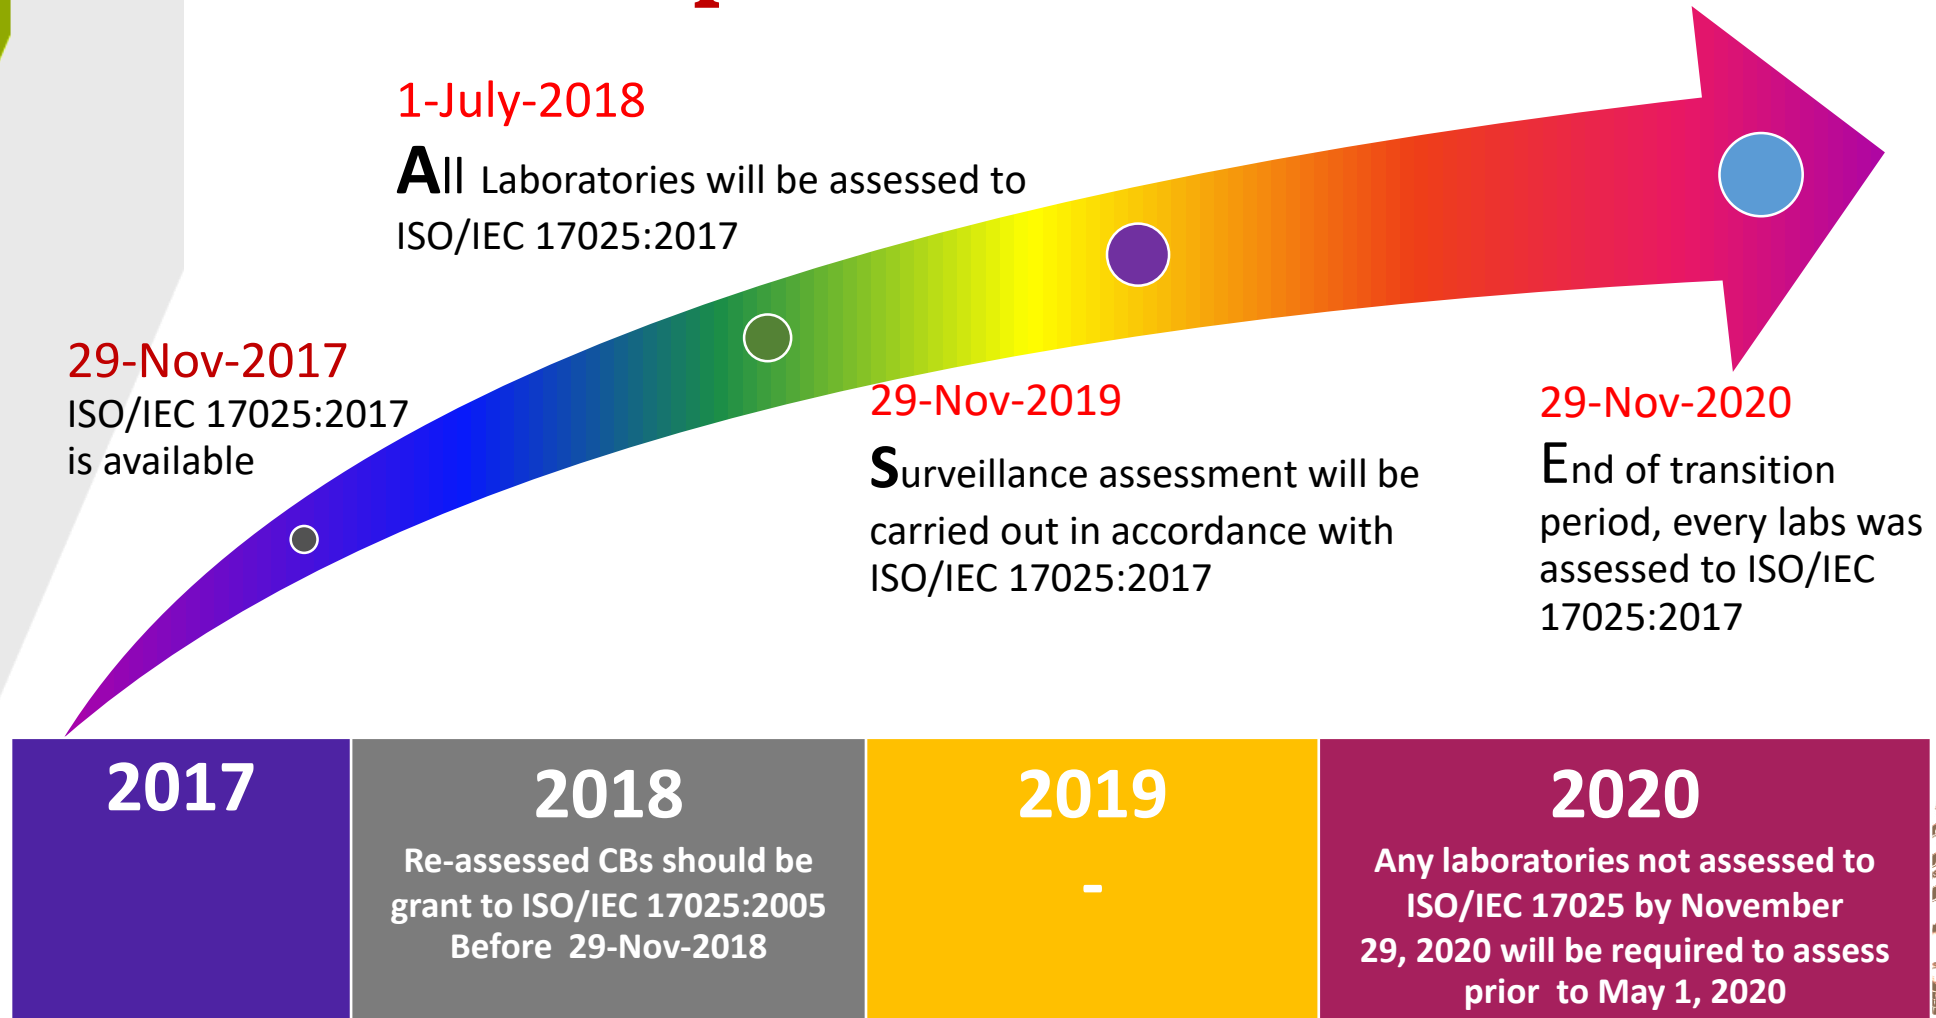 1-July-2018
All Laboratories will be assessed to
ISO/IEC 17025:2017
29-Nov-2017
ISO/IEC 17025:2017
is available
29-Nov-2019
Surveillance assessment will be
carried out in accordance with
ISO/IEC 17025:2017
29-Nov-2020
End of transition
period, every labs was
assessed to ISO/IEC
17025:2017
2017
2018
Re-assessed CBs should be
grant to ISO/IEC 17025:2005
Before 29-Nov-2018
2019
-
2020
Any laboratories not assessed to
ISO/IEC 17025 by November
29, 2020 will be required to assess
prior to May 1, 2020